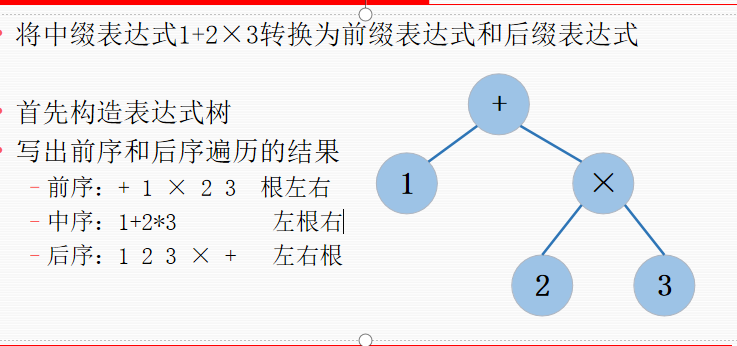 将中缀表达式1+2×3转换为前缀表达式和后缀表达式
首先构造表达式树
写出前序和后序遍历的结果
前序：+ 1 × 2 3 根左右
中序：1+2*3 左根右
后序：1 2 3 × + 左右根
+
1 ×
2 3